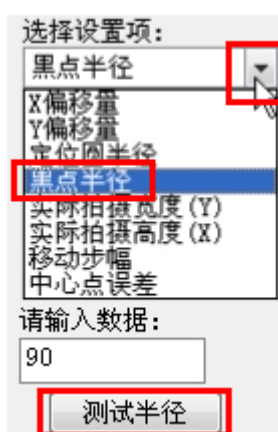 选择设置项:
黑点半径
X偏移量
Y偏移量
定位圆半径
黑点半径
实际拍摄宽度(Y)
实际拍摄高度(X)
移动步幅
中心点误差
请输入数据:
90
测试半径